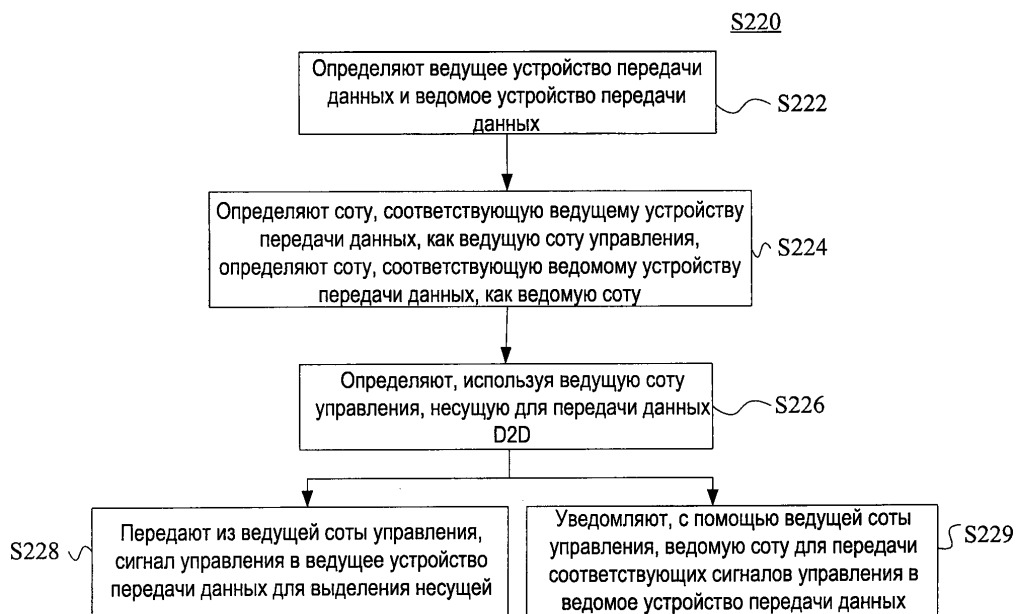 S220
Определяют ведущее устройство передачи
данных и ведомое устройство передачи
данных
S222
Определяют соту, соответствующую ведущему устройству
передачи данных, как ведущую соту управления,
определяют соту, соответствующую ведомому устройству
передачи данных, как ведомую соту
S224
Определяют, используя ведущую соту
управления, несущую для передачи данных
D2D
S226
S228
Передают из ведущей соты управления,
сигнал управления в ведущее устройство
передачи данных для выделения несущей
Уведомляют, с помощью ведущей соты
управления, ведомую соту для передачи
соответствующих сигналов управления в
ведомое устройство передачи данных
S229